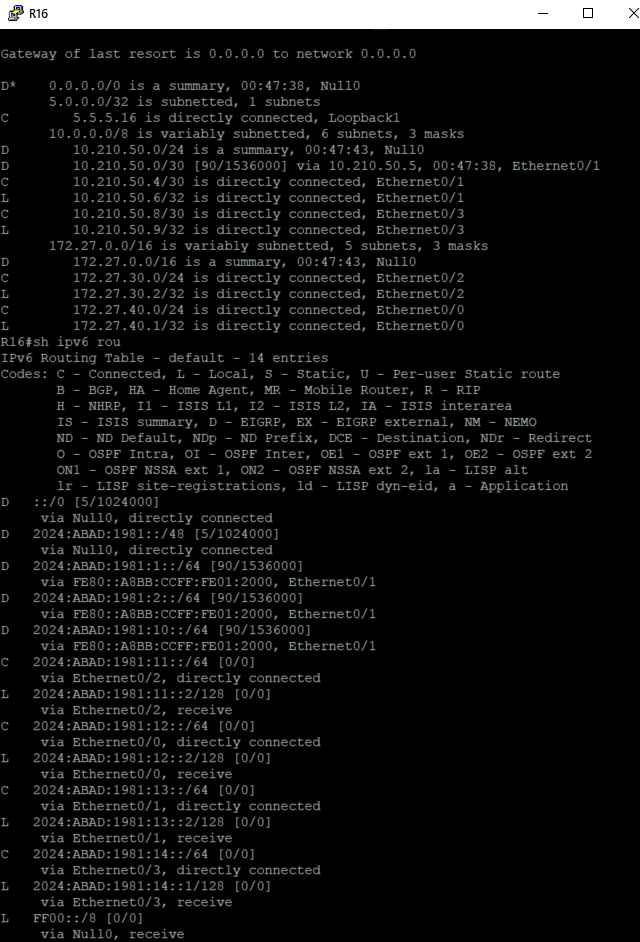 R16
Gateway of last resort is 0.0.0.0 to network 0.0.0.0
D*    0.0.0.0/0 is a summary, 00:47:38, Null0
      5.0.0.0/32 is subnetted, 1 subnets
C        5.5.5.16 is directly connected, Loopback1
      10.0.0.0/8 is variably subnetted, 6 subnets, 3 masks
D        10.210.50.0/24 is a summary, 00:47:43, Null0
D        10.210.50.0/30 [90/1536000] via 10.210.50.5, 00:47:38, Ethernet0/1
C        10.210.50.4/30 is directly connected, Ethernet0/1
L        10.210.50.6/32 is directly connected, Ethernet0/1
C        10.210.50.8/30 is directly connected, Ethernet0/3
L        10.210.50.9/32 is directly connected, Ethernet0/3
      172.27.0.0/16 is variably subnetted, 5 subnets, 3 masks
D        172.27.0.0/16 is a summary, 00:47:43, Null0
C        172.27.30.0/24 is directly connected, Ethernet0/2
L        172.27.30.2/32 is directly connected, Ethernet0/2
C        172.27.40.0/24 is directly connected, Ethernet0/0
L        172.27.40.1/32 is directly connected, Ethernet0/0
R16#sh ipv6 rou
IPv6 Routing Table - default - 14 entries
Codes: C - Connected, L - Local, S - Static, U - Per-user Static route
       B - BGP, HA - Home Agent, MR - Mobile Router, R - RIP
       H - NHRP, I1 - ISIS L1, I2 - ISIS L2, IA - ISIS interarea
       IS - ISIS summary, D - EIGRP, EX - EIGRP external, NM - NEMO
       ND - ND Default, NDp - ND Prefix, DCE - Destination, NDr - Redirect
       O - OSPF Intra, OI - OSPF Inter, OE1 - OSPF ext 1, OE2 - OSPF ext 2
       ON1 - OSPF NSSA ext 1, ON2 - OSPF NSSA ext 2, la - LISP alt
       lr - LISP site-registrations, ld - LISP dyn-eid, a - Application
D   ::/0 [5/1024000]
     via Null0, directly connected
D   2024:ABAD:1981::/48 [5/1024000]
     via Null0, directly connected
D   2024:ABAD:1981:1::/64 [90/1536000]
     via FE80::A8BB:CCFF:FE01:2000, Ethernet0/1
D   2024:ABAD:1981:2::/64 [90/1536000]
     via FE80::A8BB:CCFF:FE01:2000, Ethernet0/1
D   2024:ABAD:1981:10::/64 [90/1536000]
     via FE80::A8BB:CCFF:FE01:2000, Ethernet0/1
C   2024:ABAD:1981:11::/64 [0/0]
     via Ethernet0/2, directly connected
L   2024:ABAD:1981:11::2/128 [0/0]
     via Ethernet0/2, receive
C   2024:ABAD:1981:12::/64 [0/0]
     via Ethernet0/0, directly connected
L   2024:ABAD:1981:12::2/128 [0/0]
     via Ethernet0/0, receive
C   2024:ABAD:1981:13::/64 [0/0]
     via Ethernet0/1, directly connected
L   2024:ABAD:1981:13::2/128 [0/0]
     via Ethernet0/1, receive
C   2024:ABAD:1981:14::/64 [0/0]
     via Ethernet0/3, directly connected
L   2024:ABAD:1981:14::1/128 [0/0]
     via Ethernet0/3, receive
L   FF00::/8 [0/0]
     via Null0, receive